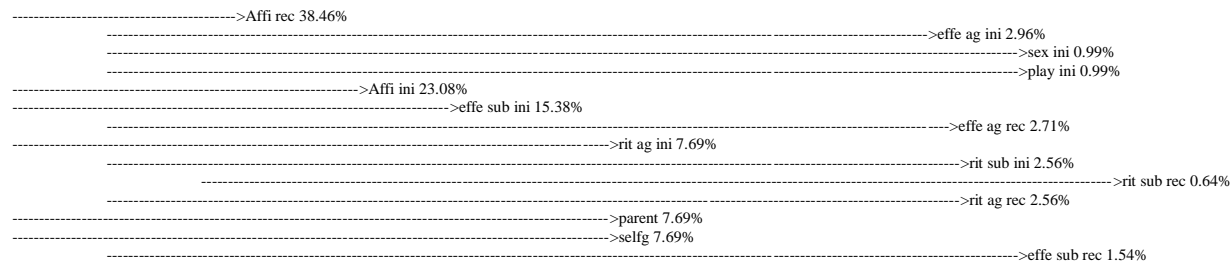 --------------------------------------------->Affi rec 38.46%
------------------------------------------------------------------------------------------------------------------------------------------------------------------->effe ag ini 2.96%
------------------------------------------------------------------------------------------------------------------------------------------------------------------------------------->sex ini 0.99%
------------------------------------------------------------------------------------------------------------------------------------------------------------------------------------->play ini 0.99%
--------------------------------------------------------------------->Affi ini 23.08%
--------------------------------------------------------------------------------------->effe sub ini 15.38%
----------------------------------------------------------------------------------------------------------------------------------------------------------------------->effe ag rec 2.71%
----------------------------------------------------------------------------------------------------------------------->rit ag ini 7.69%
------------------------------------------------------------------------------------------------------------------------------------------------------------------------->rit sub ini 2.56%
------------------------------------------------------------------------------------------------------------------------------------------------------------------------------------->rit sub rec 0.64%
------------------------------------------------------------------------------------------------------------------------------------------------------------------------->rit ag rec 2.56%
----------------------------------------------------------------------------------------------------------------------->parent 7.69%
----------------------------------------------------------------------------------------------------------------------->selfg 7.69%
------------------------------------------------------------------------------------------------------------------------------------------------------------------------------------->effe sub rec 1.54%